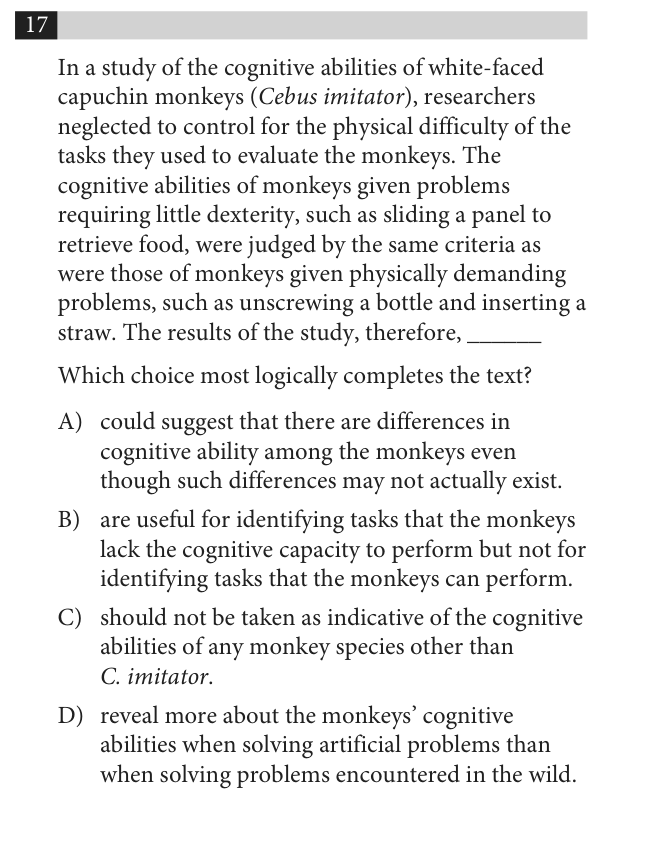 17
In a study of the cognitive abilities of white-faced
capuchin monkeys (Cebus imitator), researchers
neglected to control for the physical difficulty of the
tasks they used to evaluate the monkeys. The
cognitive abilities of monkeys given problems
requiring little dexterity, such as sliding a panel to
retrieve food, were judged by the same criteria as
were those of monkeys given physically demanding
problems, such as unscrewing a bottle and inserting a
straw. The results of the study, therefore, ______
Which choice most logically completes the text?
A) could suggest that there are differences in
cognitive ability among the monkeys even
though such differences may not actually exist.
B) are useful for identifying tasks that the monkeys
lack the cognitive capacity to perform but not for
identifying tasks that the monkeys can perform.
C) should not be taken as indicative of the cognitive
abilities of any monkey species other than
C. imitator.
D) reveal more about the monkeys’ cognitive
abilities when solving artificial problems than
when solving problems encountered in the wild.